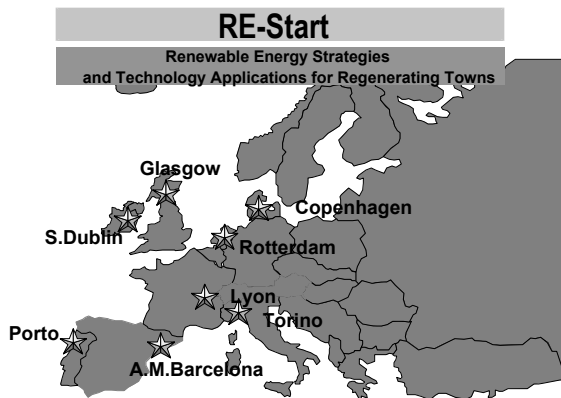 RE-Start
Renewable Energy Strategies
and Technology Applications for Regenerating Towns
Glasgow
Copenhagen
S.Dublin
Rotterdam
Lyon
Torino
Porto
A.M.Barcelona